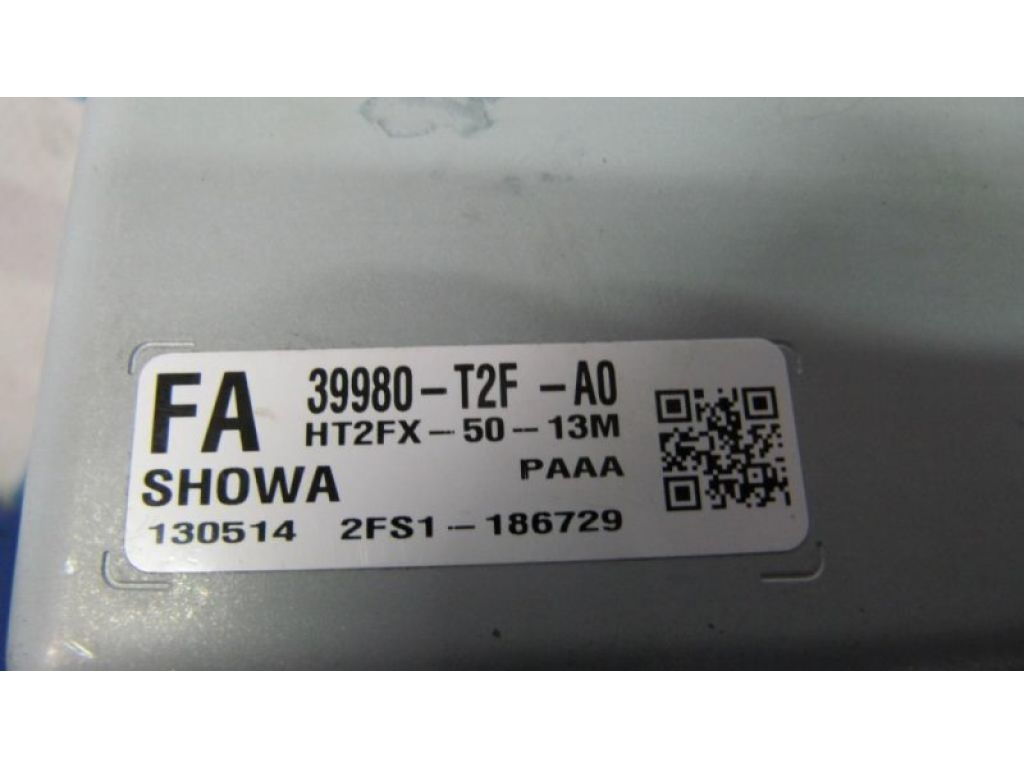 FA 39980-T2F -A0
HT2FX-50-13M
SHOWA PAAA
130514 2FS1-186729